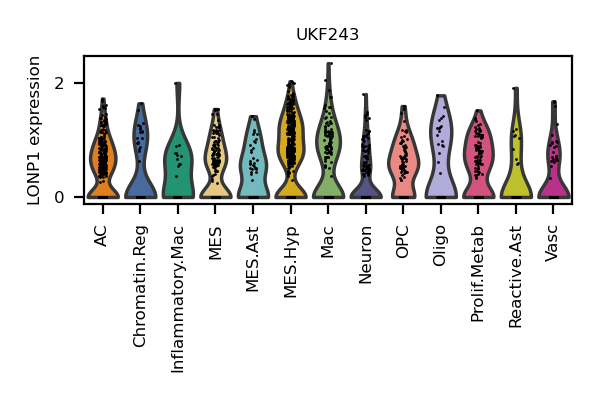 UKF243
LONP1 expression
2
0
AC
Chromatin.Reg
Inflammatory.Mac
MES
MES.Ast
MES.Hyp
Mac
Neuron
OPC
Oligo
Prolif.Metab
Reactive.Ast
Vasc